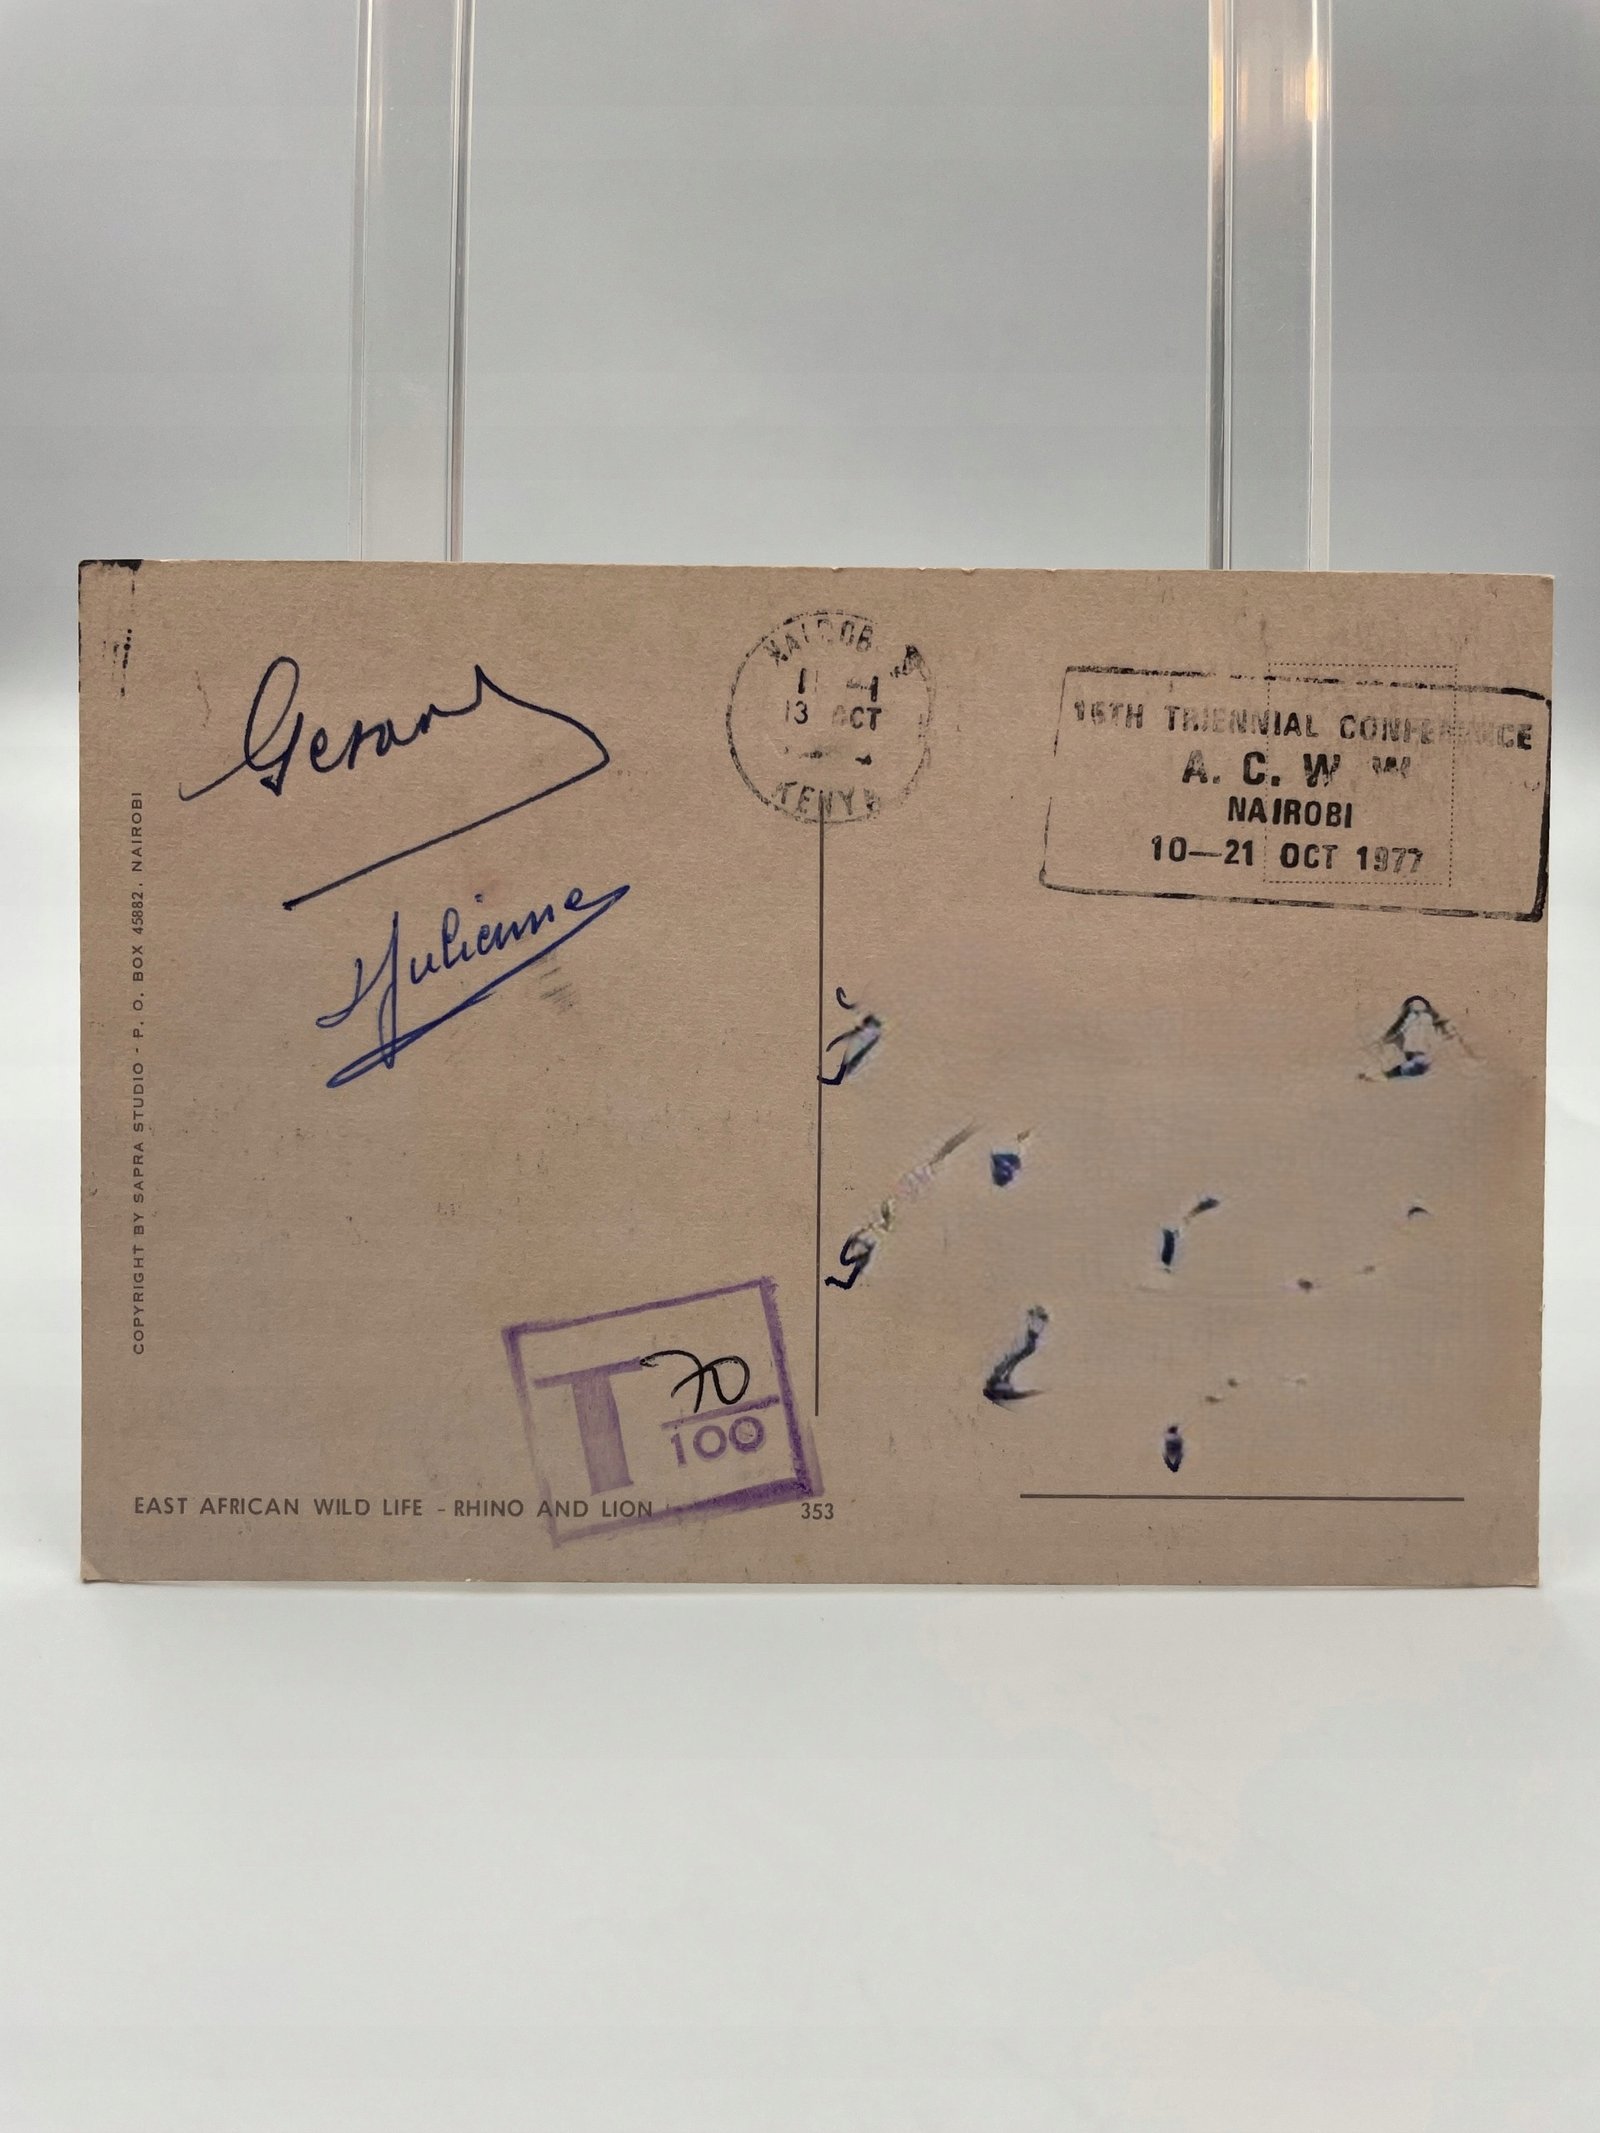 Gerard
Julienne
NAIROBI
13 OCT
KENYA
15TH TRIENNIAL CONFERENCE
A. C. W W
NAIROBI
10—21 OCT 1977
COPYRIGHT BY SAPRA STUDIO - P. O. BOX 45882. NAIROBI
T 70
100
EAST AFRICAN WILD LIFE - RHINO AND LION
353